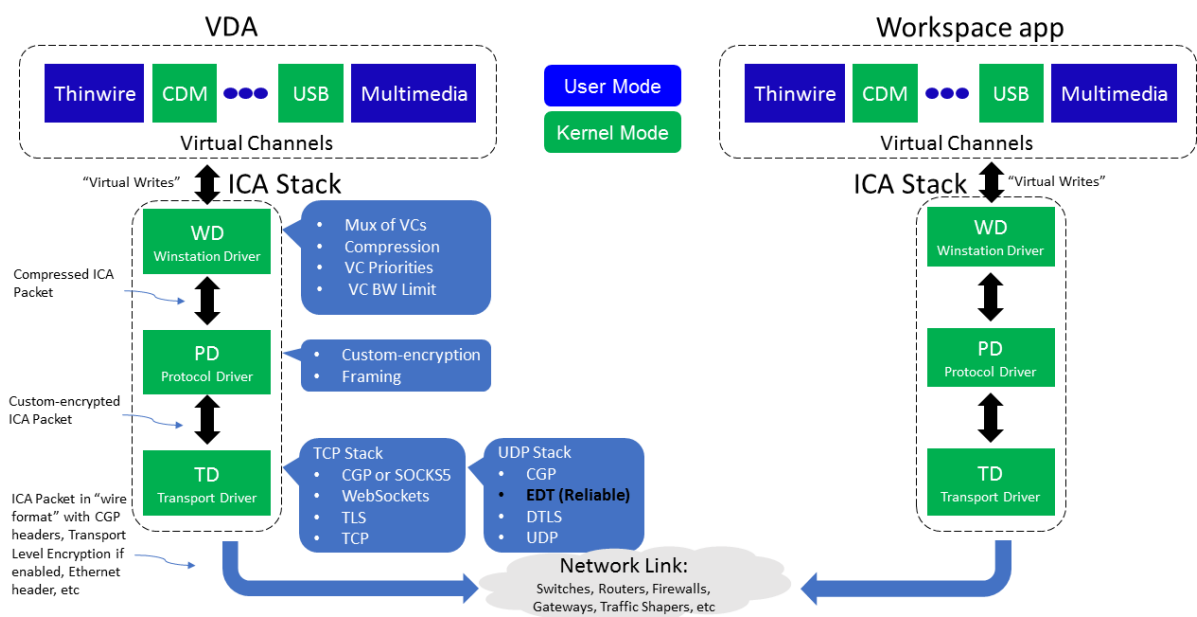 VDA
Thinwire
CDM
USB
Multimedia
Virtual Channels
User Mode
Kernel Mode
Workspace app
Thinwire
CDM
USB
Multimedia
Virtual Channels
"Virtual Writes"
ICA Stack
WD
Winstation Driver
• Mux of VCs
• Compression
• VC Priorities
• VC BW Limit
Compressed ICA
Packet
PD
Protocol Driver
• Custom-encryption
• Framing
Custom-encrypted
ICA Packet
TD
Transport Driver
TCP Stack
• CGP or SOCKS5
• WebSockets
• TLS
• TCP
UDP Stack
• CGP
• EDT (Reliable)
• DTLS
• UDP
ICA Packet in "wire
format" with CGP
headers, Transport
Level Encryption if
enabled, Ethernet
header, etc
Network Link:
Switches, Routers, Firewalls,
Gateways, Traffic Shapers, etc
ICA Stack
"Virtual Writes"
WD
Winstation Driver
PD
Protocol Driver
TD
Transport Driver